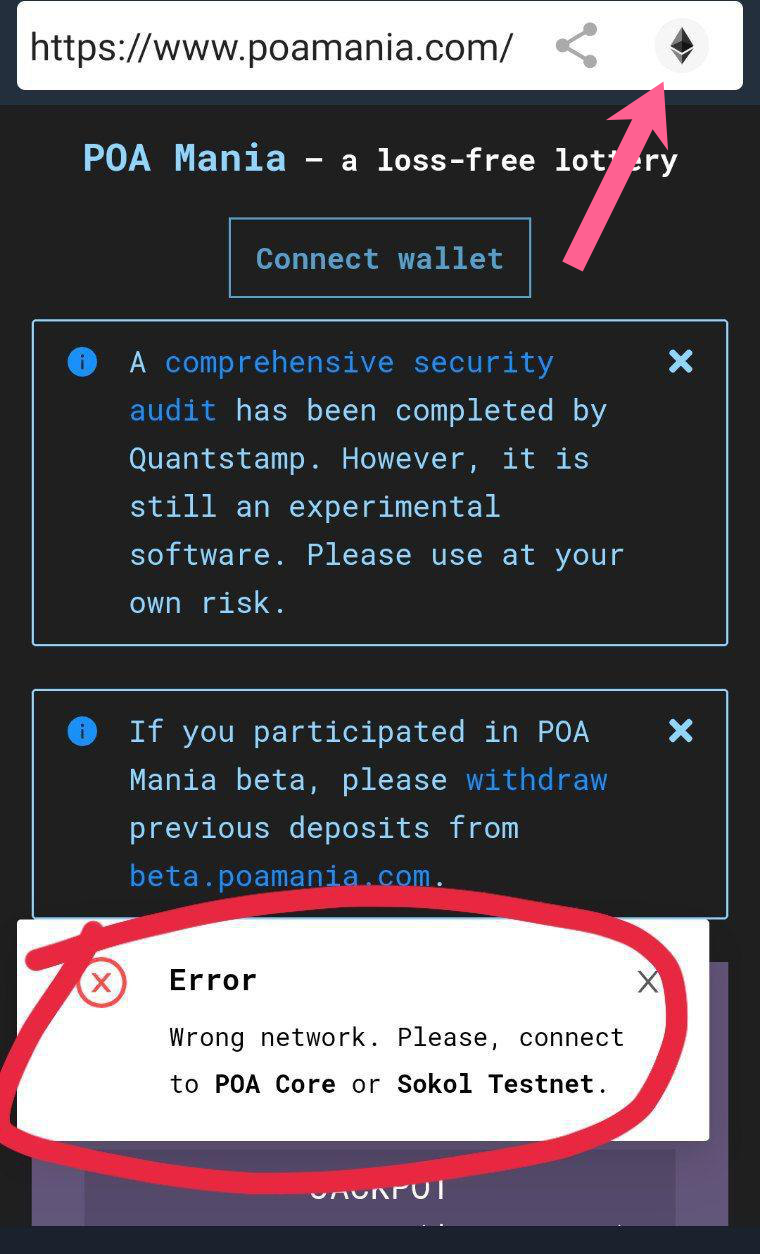 https://www.poamania.com/
POA Mania – a loss-free lottery
Connect wallet
A comprehensive security
audit has been completed by
Quantstamp. However, it is
still an experimental
software. Please use at your
own risk.
If you participated in POA
Mania beta, please withdraw
previous deposits from
beta.poamania.com.
Error
Wrong network. Please, connect
to POA Core or Sokol Testnet.
JACKPOT